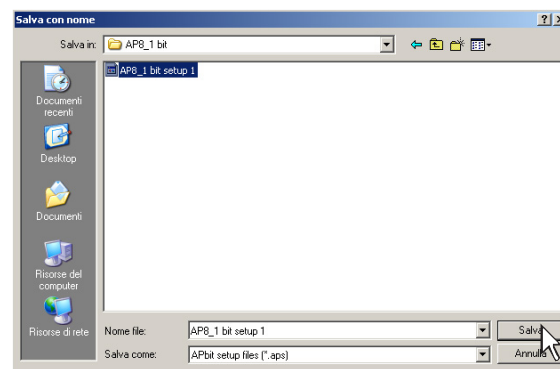 Salva con nome
Salva in: AP8_1 bit
AP8_1 bit setup 1
Documenti
recenti
Desktop
Documenti
Risorse del
computer
Risorse di rete
Nome file: AP8_1 bit setup 1 Salva
Salva come: APbit setup files (*.aps) Annulla